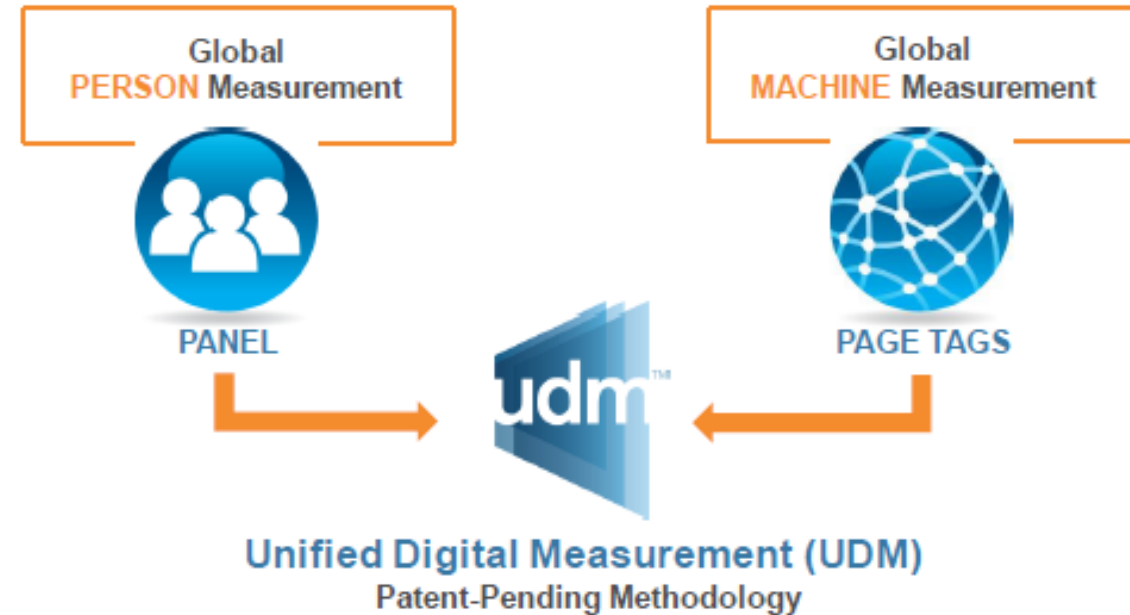 Global
PERSON Measurement
Global
MACHINE Measurement
PANEL
PAGE TAGS
udm™
Unified Digital Measurement (UDM)
Patent-Pending Methodology